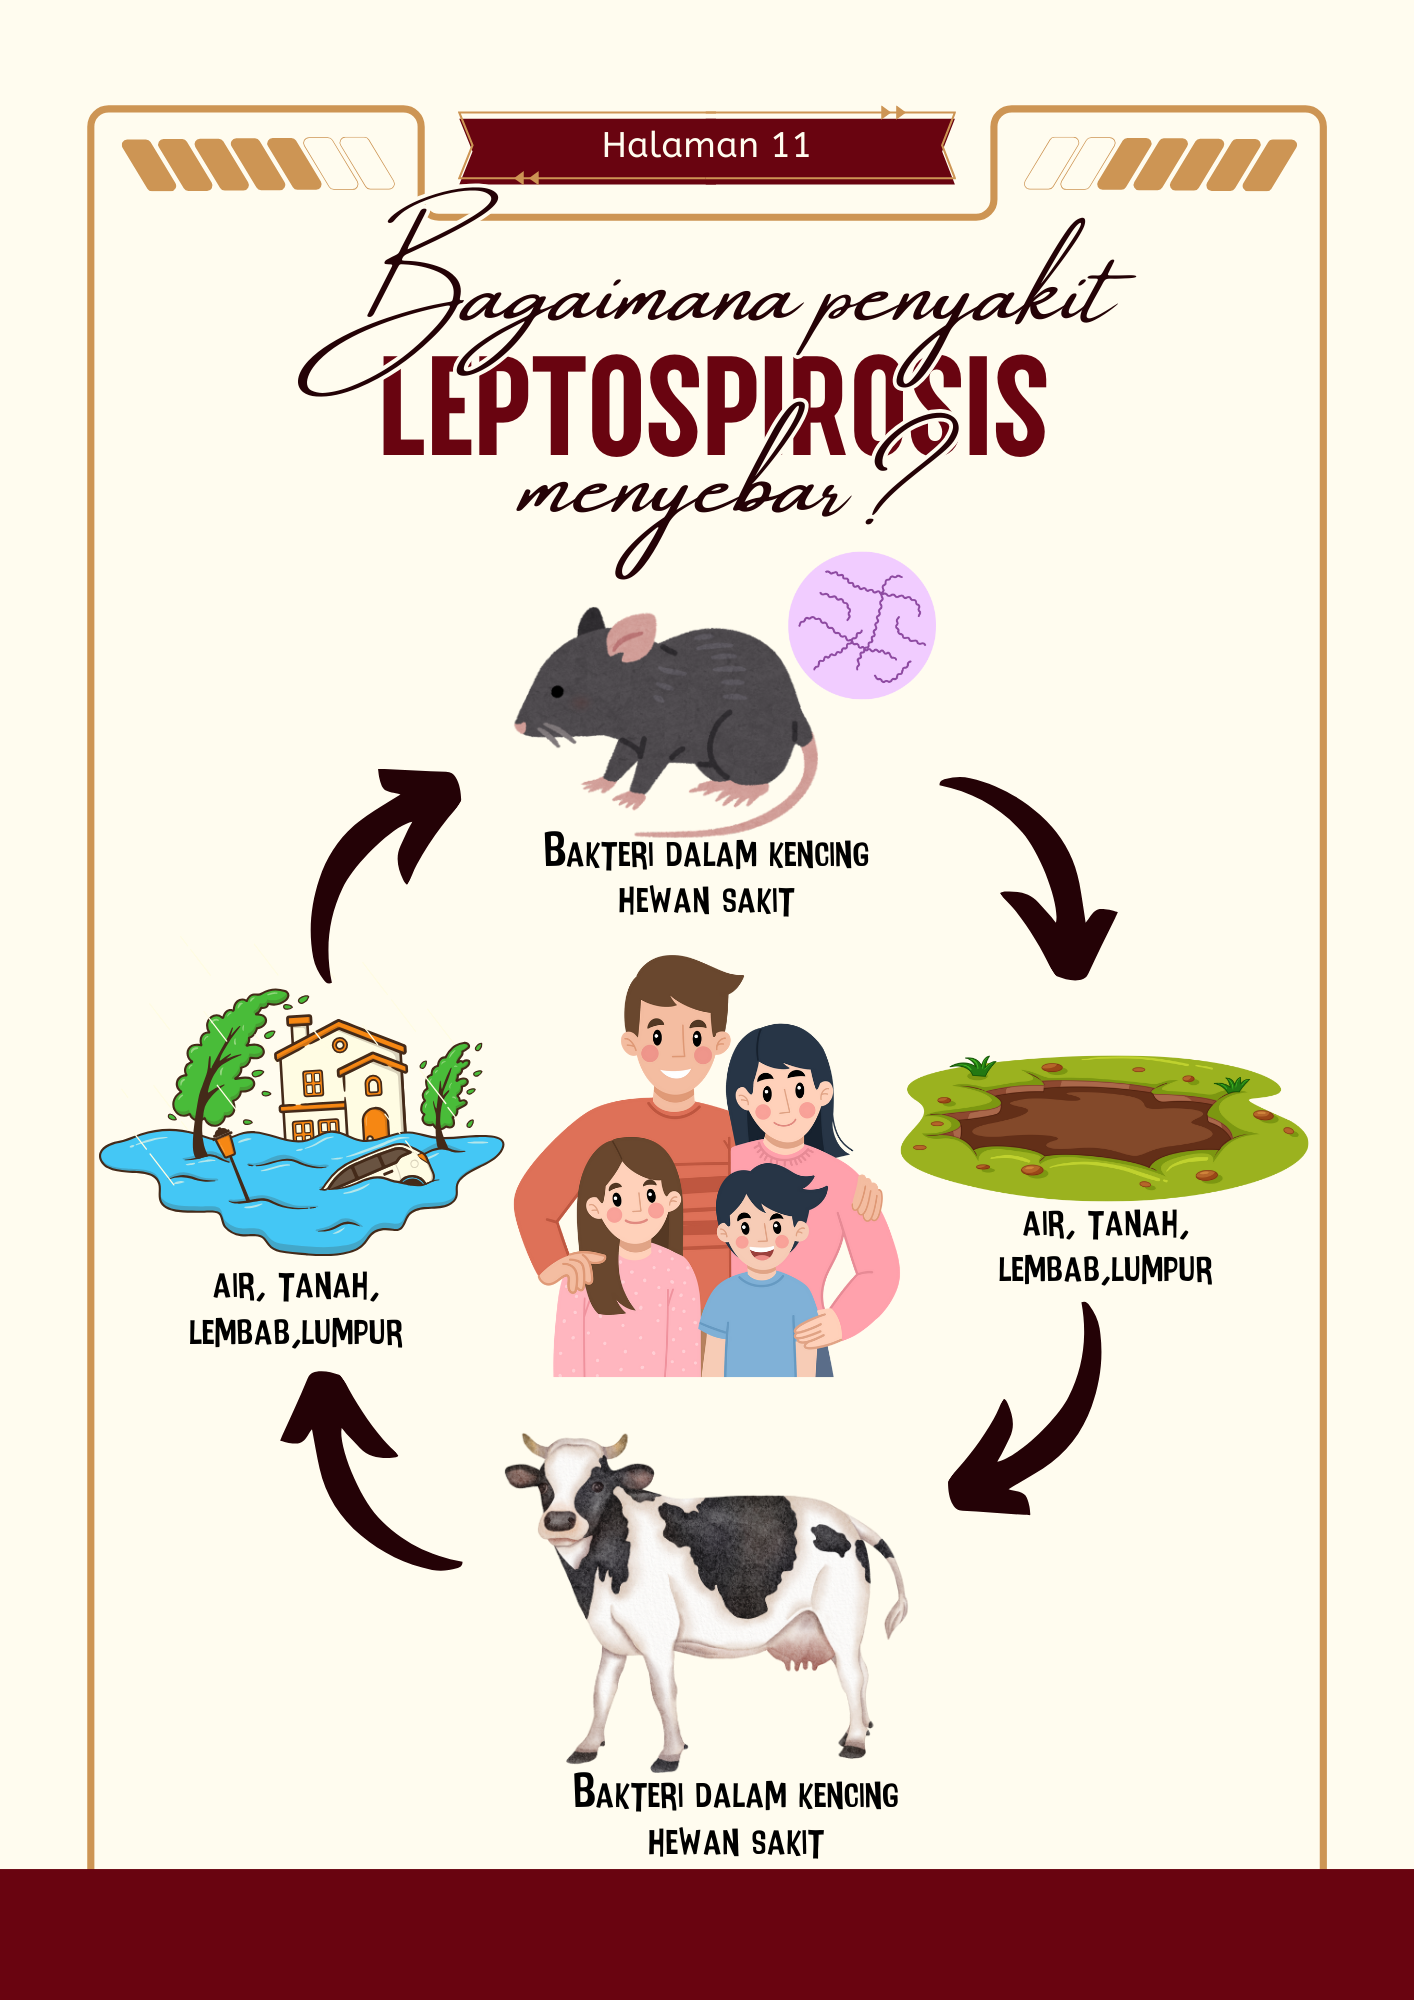 Halaman 11
Bagaimana penyakit
LEPTOSPIROSIS
menyebar?
BAKTERI DALAM KENCING
HEWAN SAKIT
AIR, TANAH,
LEMBAB,LUMPUR
AIR, TANAH,
LEMBAB,LUMPUR
BAKTERI DALAM KENCING
HEWAN SAKIT